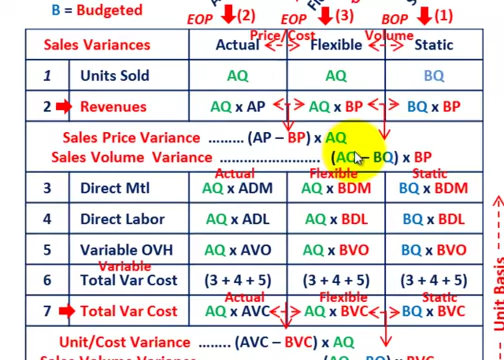 B = Budgeted
EOP (2) EOP (3) BOP (1)
Price/Cost Volume
Sales Variances Actual Flexible Static
1 Units Sold AQ AQ BQ
2 Revenues AQ x AP AQ x BP BQ x BP
Sales Price Variance ......... (AP – BP) x AQ
Sales Volume Variance ......................... (AQ – BQ) x BP
Actual Flexible Static
3 Direct Mtl AQ x ADM AQ x BDM BQ x BDM
4 Direct Labor AQ x ADL AQ x BDL BQ x BDL
5 Variable OVH AQ x AVO AQ x BVO BQ x BVO
Variable
6 Total Var Cost (3 + 4 + 5) (3 + 4 + 5) (3 + 4 + 5)
Actual Flexible Static
7 Total Var Cost AQ x AVC AQ x BVC BQ x BVC
Unit/Cost Variance ........ (AVC – BVC) x AQ
Unit Basis